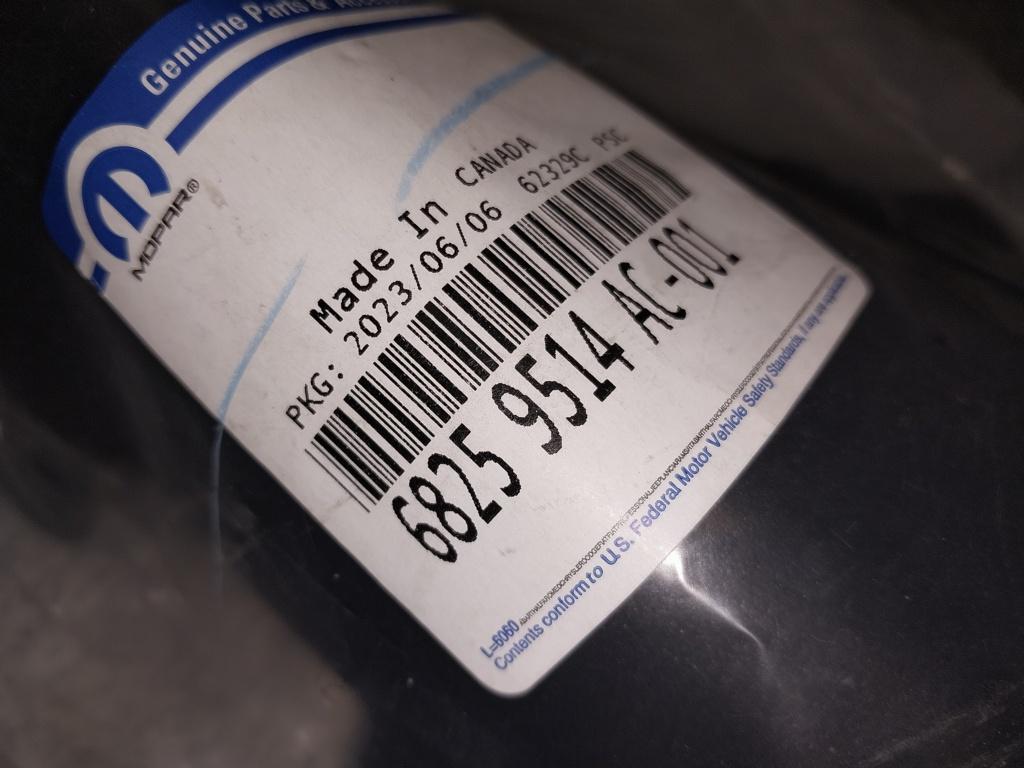 Genuine Parts & Accessories
MOPAR®
Made In CANADA
PKG: 2023/06/06 62329C PSC
6825 9514 AC-001
L=6060
Contents conform to U.S. Federal Motor Vehicle Safety Standards, if any are applicable.